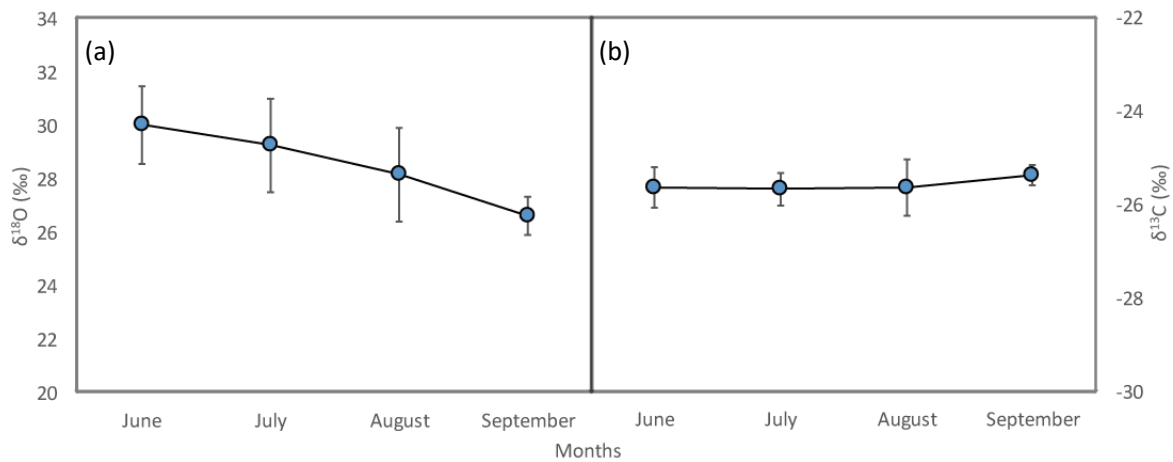 (a)
(b)
δ¹⁸O (‰)
34
32
30
28
26
24
22
20
June July August September
-22
-24
-26
-28
-30
δ¹³C (‰)
June July August September
Months